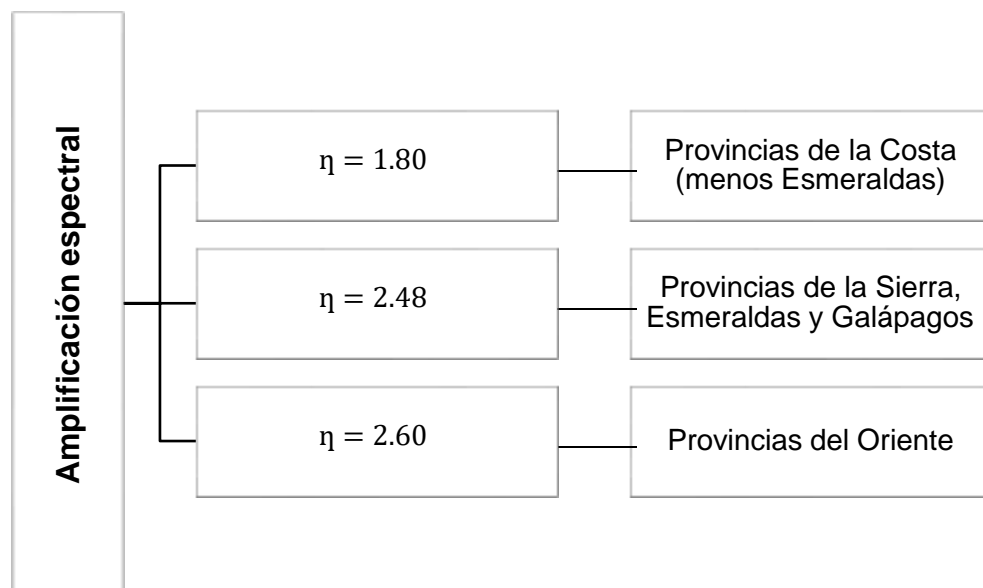 Amplificación espectral
η = 1.80
Provincias de la Costa
(menos Esmeraldas)
η = 2.48
Provincias de la Sierra,
Esmeraldas y Galápagos
η = 2.60
Provincias del Oriente